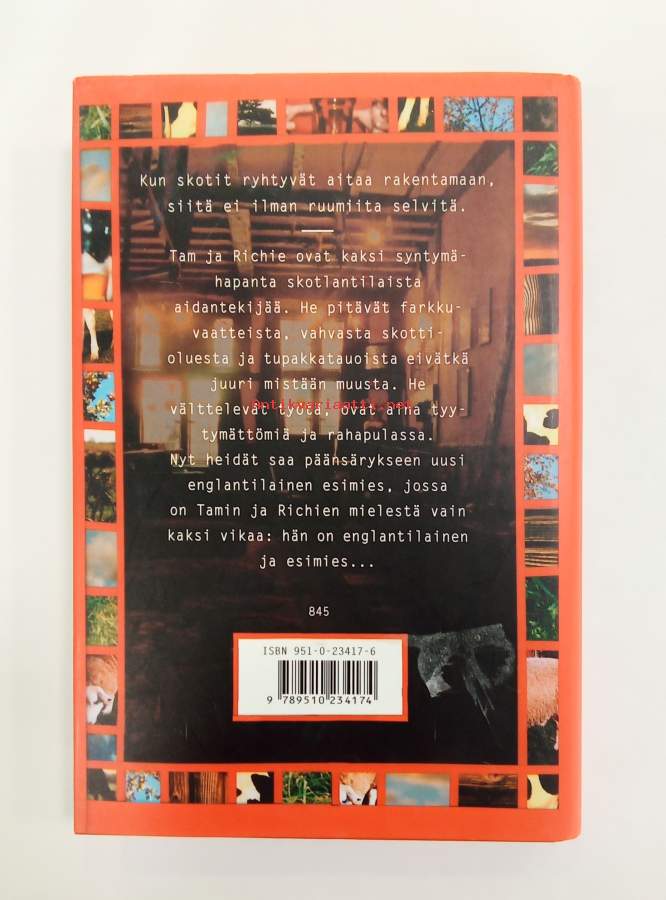 Kun skotit ryhtyvät aitaa rakentamaan,
siitä ei ilman ruumiita selvitä.
Tam ja Richie ovat kaksi syntymä-
hapanta skotlantilaista
aidantekijää. He pitävät farkku-
vaatteista, vahvasta skotti-
oluesta ja tupakkatauoista eivätkä
juuri mistään muusta. He
antikvariaatti.net
välttelevät työtä, ovat aina tyy-
tymättömiä ja rahapulassa.
Nyt heidät saa päänsärykseen uusi
englantilainen esimies, jossa
on Tamin ja Richien mielestä vain
kaksi vikaa: hän on englantilainen
ja esimies...
845
ISBN 951-0-23417-6
9 789510 234174